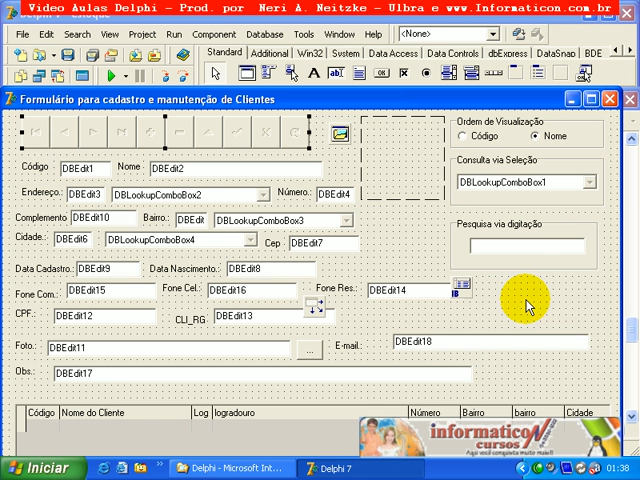 Video Aulas Delphi - Prod. por Neri A. Neitzke - Ulbra e www.Informaticon.com.br
File Edit Search View Project Run Component Database Tools Window Help <None>
Standard Additional Win32 System Data Access Data Controls dbExpress DataSnap BDE
Formulário para cadastro e manutenção de Clientes
Ordem de Visualização
Código Nome
Código DBEdit1 Nome DBEdit2
Consulta via Seleção
DBLookupComboBox1
Endereço.: DBEdit3 DBLookupComboBox2 Número.: DBEdit4
Complemento DBEdit10 Bairro.: DBEdit DBLookupComboBox3
Pesquisa via digitação
Cidade.: DBEdit6 DBLookupComboBox4 Cep DBEdit7
Data Cadastro.: DBEdit9 Data Nascimento.: DBEdit8
Fone Com.: DBEdit15 Fone Cel.: DBEdit16 Fone Res.: DBEdit14
CPF.: DBEdit12 CLI_RG DBEdit13
Foto.: DBEdit11 ... E-mail.: DBEdit18
Obs.: DBEdit17
Código Nome do Cliente Log logradouro Número Bairro bairro Cidade
informaticoN
cursos
Aqui você conquista muito mais!
Iniciar Delphi - Microsoft Int... Delphi 7 01:38